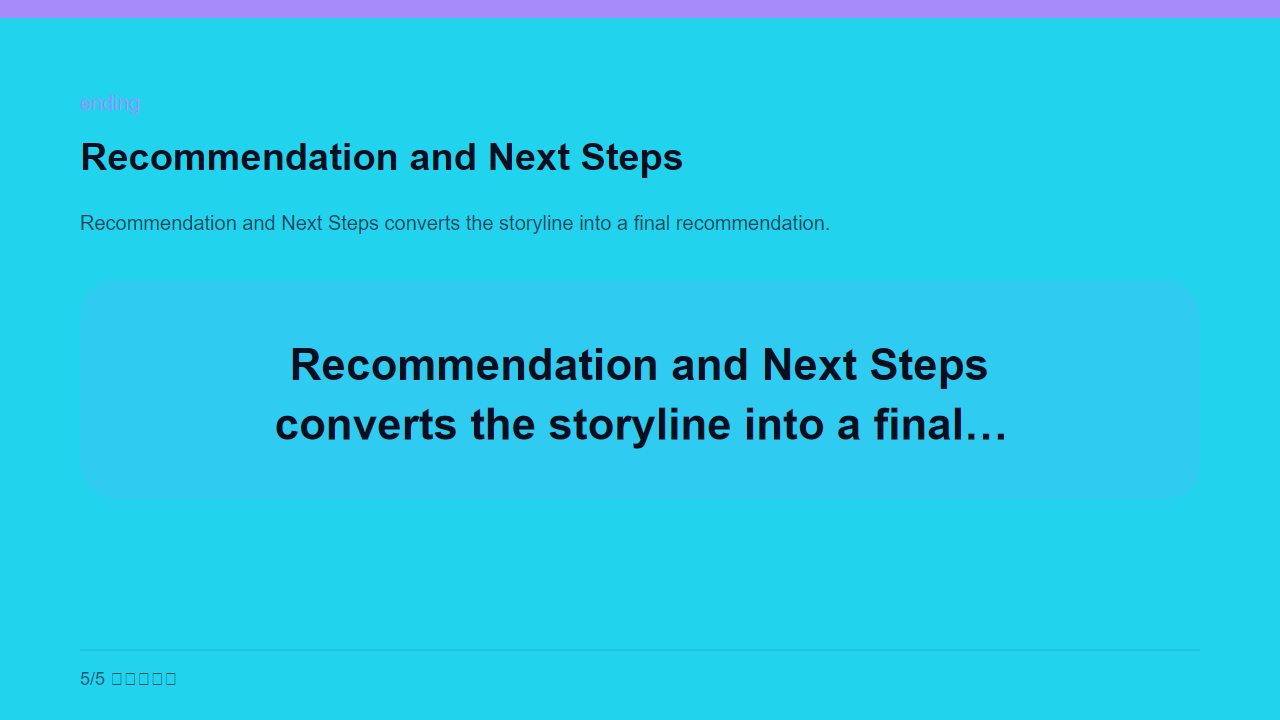 ending
Recommendation and Next Steps
Recommendation and Next Steps converts the storyline into a final recommendation.
Recommendation and Next Steps
converts the storyline into a final…
5/5